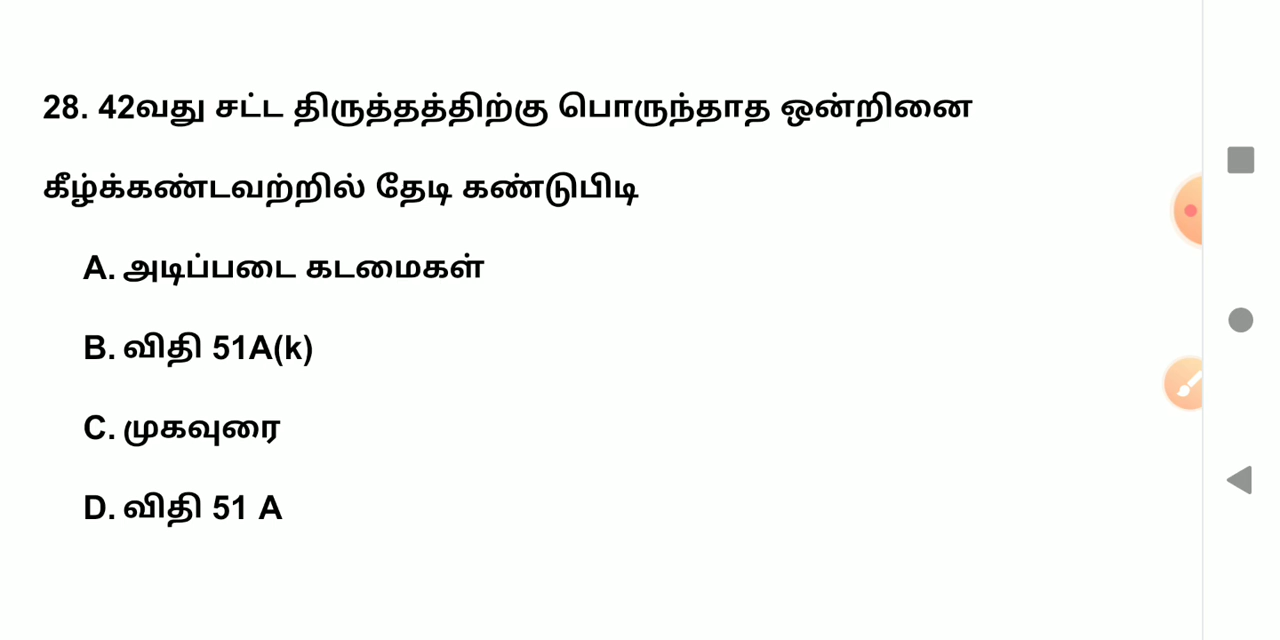 28. 42வது சட்ட திருத்தத்திற்கு பொருந்தாத ஒன்றினை
கீழ்க்கண்டவற்றில் தேடி கண்டுபிடி
A. அடிப்படை கடமைகள்
B. விதி 51A(k)
C. முகவுரை
D. விதி 51 A